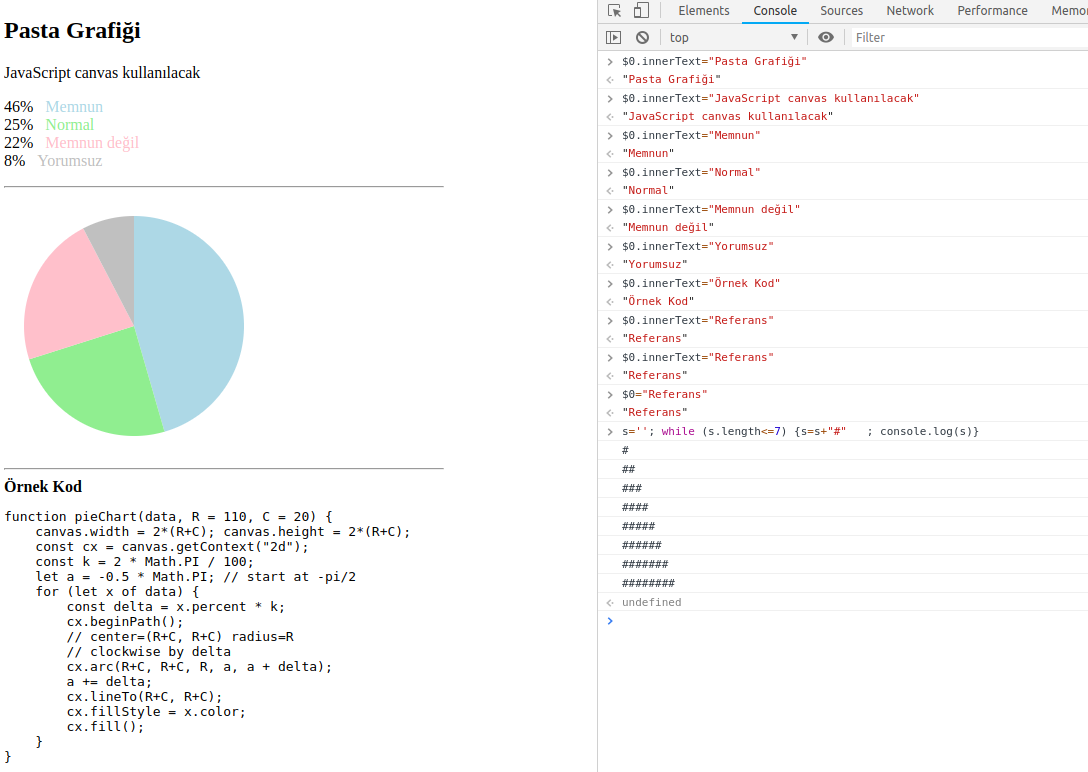 Pasta Grafiği
JavaScript canvas kullanılacak
46% Memnun
25% Normal
22% Memnun değil
8% Yorumsuz
Örnek Kod
function pieChart(data, R = 110, C = 20) {
    canvas.width = 2*(R+C); canvas.height = 2*(R+C);
    const cx = canvas.getContext("2d");
    const k = 2 * Math.PI / 100;
    let a = -0.5 * Math.PI; // start at -pi/2
    for (let x of data) {
        const delta = x.percent * k;
        cx.beginPath();
        // center=(R+C, R+C) radius=R
        // clockwise by delta
        cx.arc(R+C, R+C, R, a, a + delta);
        a += delta;
        cx.lineTo(R+C, R+C);
        cx.fillStyle = x.color;
        cx.fill();
    }
}
Elements Console Sources Network Performance Memor
top Filter
$0.innerText="Pasta Grafiği"
"Pasta Grafiği"
$0.innerText="JavaScript canvas kullanılacak"
"JavaScript canvas kullanılacak"
$0.innerText="Memnun"
"Memnun"
$0.innerText="Normal"
"Normal"
$0.innerText="Memnun değil"
"Memnun değil"
$0.innerText="Yorumsuz"
"Yorumsuz"
$0.innerText="Örnek Kod"
"Örnek Kod"
$0.innerText="Referans"
"Referans"
$0.innerText="Referans"
"Referans"
$0="Referans"
"Referans"
s=''; while (s.length<=7) {s=s+"#"   ; console.log(s)}
#
##
###
####
#####
######
#######
########
undefined